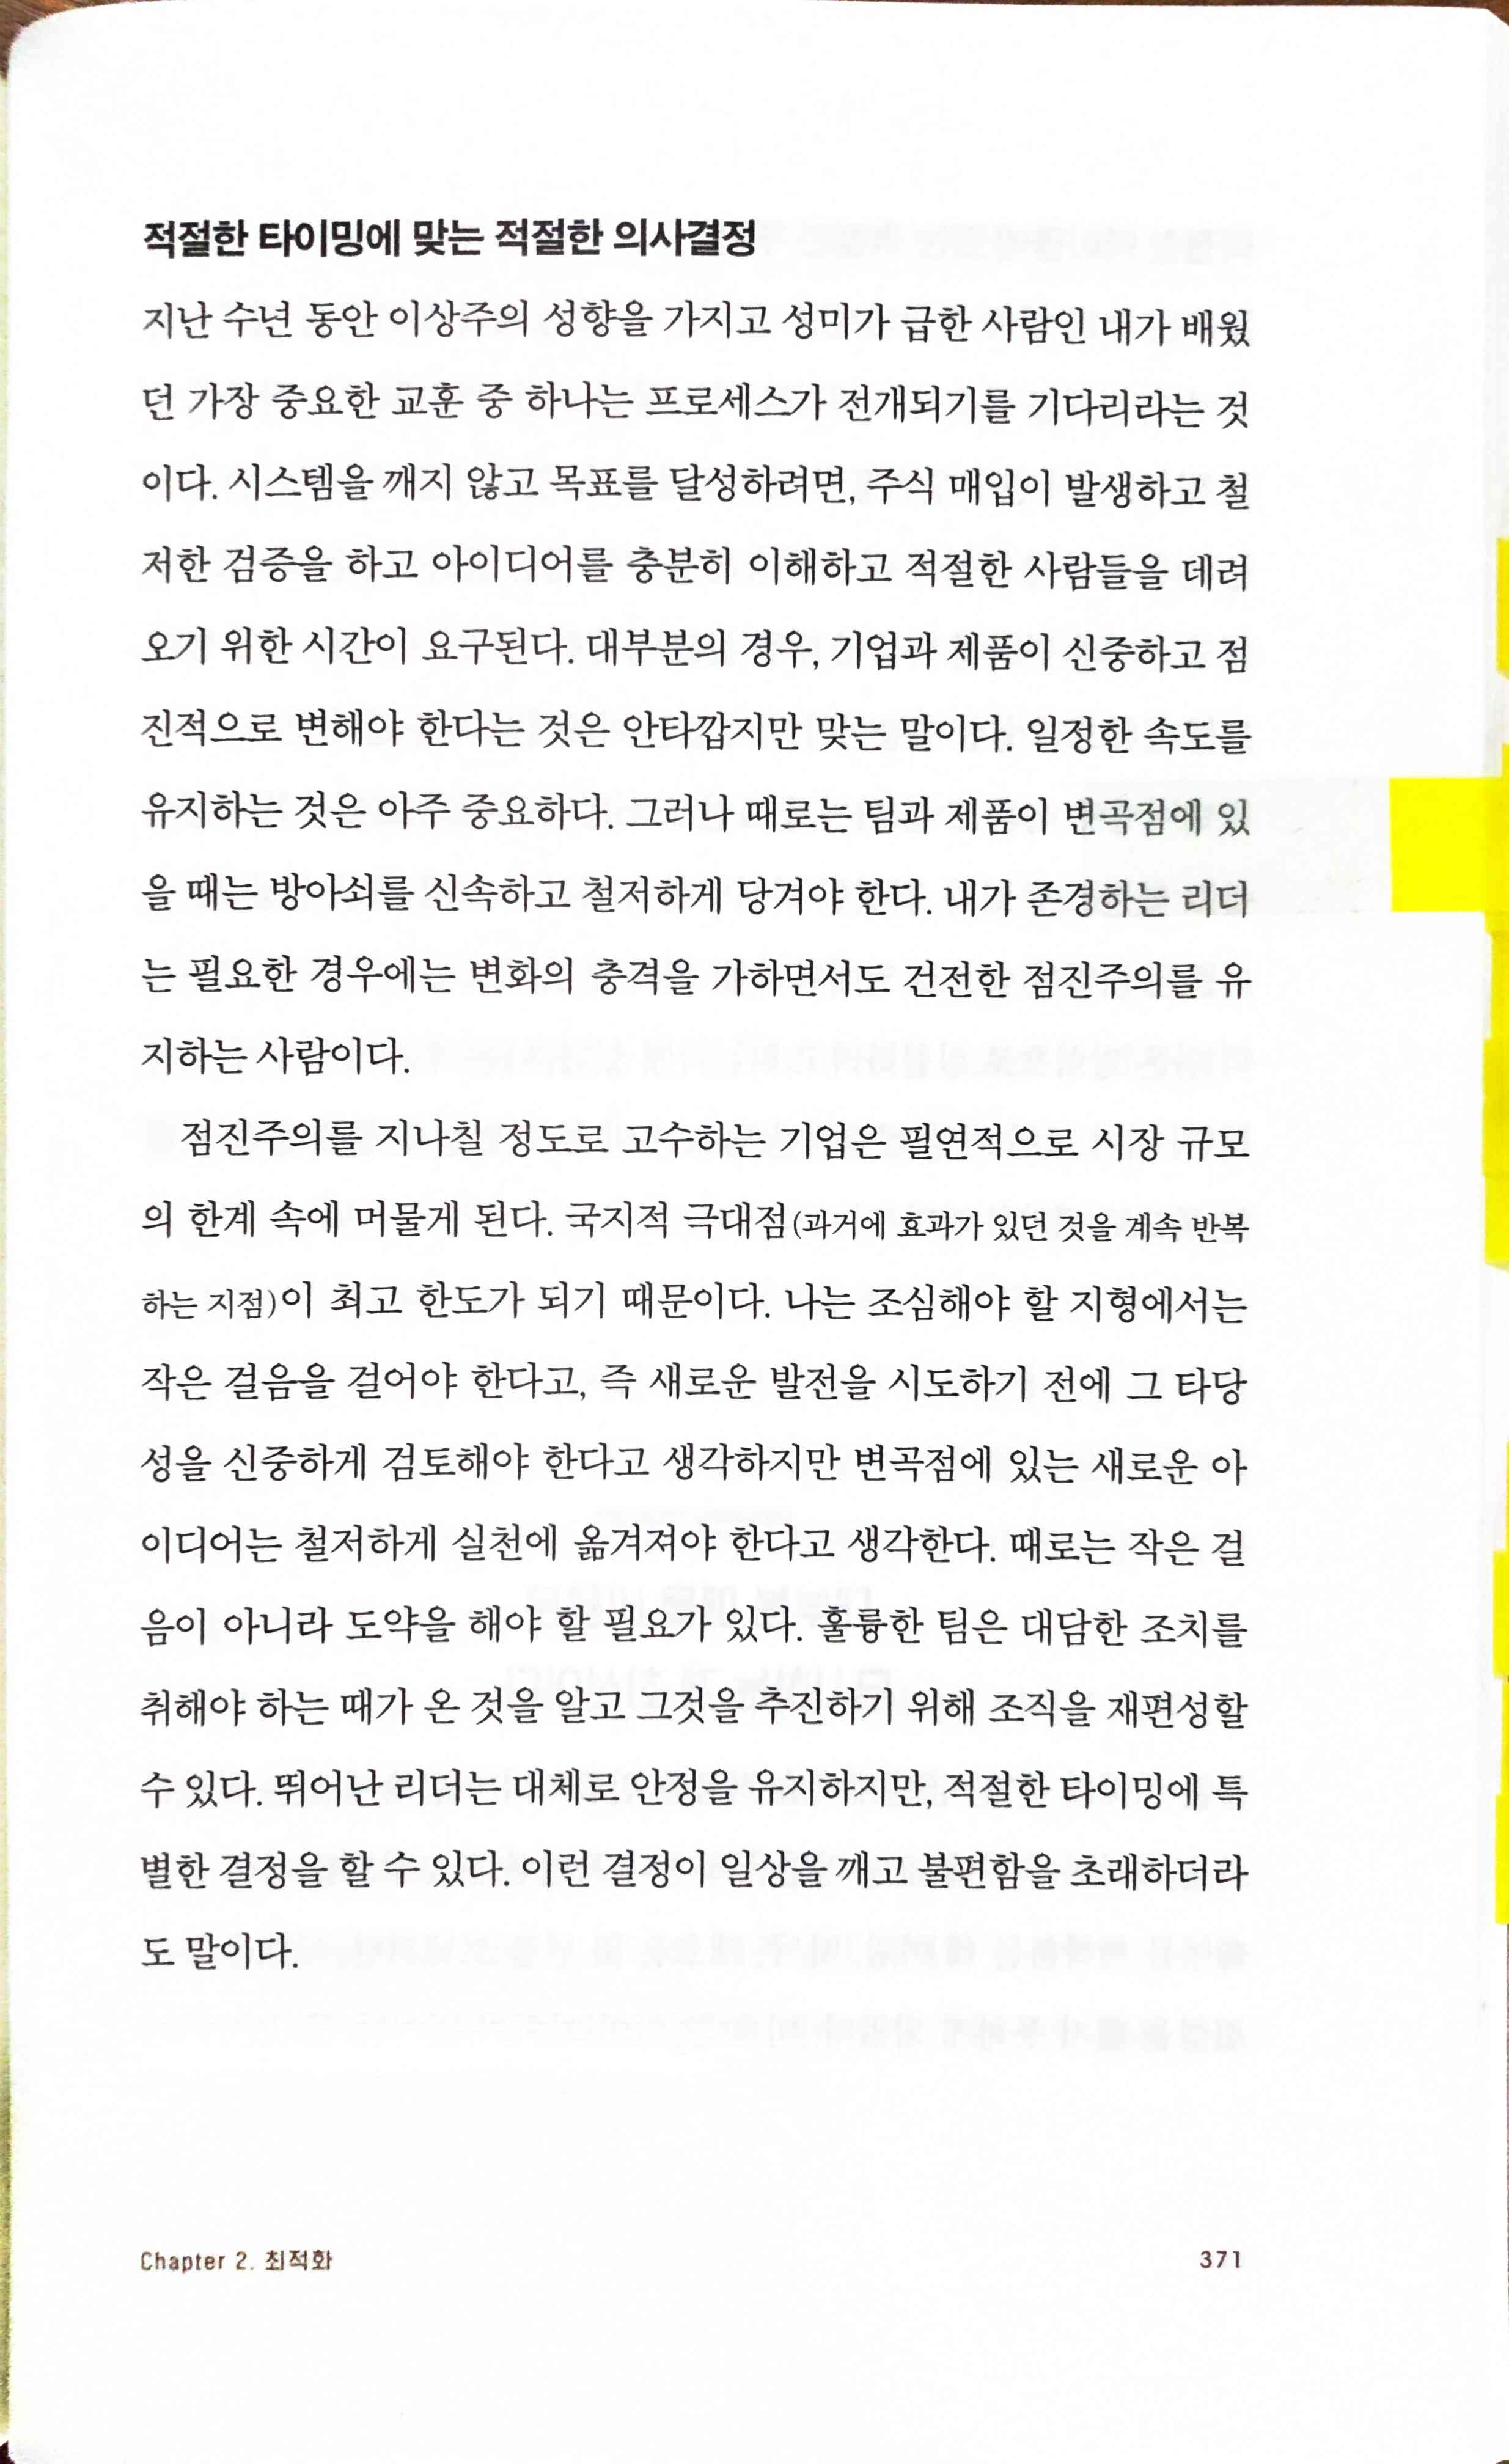 적절한 타이밍에 맞는 적절한 의사결정
지난 수년 동안 이상주의 성향을 가지고 성미가 급한 사람인 내가 배웠
던 가장 중요한 교훈 중 하나는 프로세스가 전개되기를 기다리라는 것
이다. 시스템을 깨지 않고 목표를 달성하려면, 주식 매입이 발생하고 철
저한 검증을 하고 아이디어를 충분히 이해하고 적절한 사람들을 데려
오기 위한 시간이 요구된다. 대부분의 경우, 기업과 제품이 신중하고 점
진적으로 변해야 한다는 것은 안타깝지만 맞는 말이다. 일정한 속도를
유지하는 것은 아주 중요하다. 그러나 때로는 팀과 제품이 변곡점에 있
을 때는 방아쇠를 신속하고 철저하게 당겨야 한다. 내가 존경하는 리더
는 필요한 경우에는 변화의 충격을 가하면서도 건전한 점진주의를 유
지하는 사람이다.
점진주의를 지나칠 정도로 고수하는 기업은 필연적으로 시장 규모
의 한계 속에 머물게 된다. 국지적 극대점(과거에 효과가 있던 것을 계속 반복
하는 지점)이 최고 한도가 되기 때문이다. 나는 조심해야 할 지형에서는
작은 걸음을 걸어야 한다고, 즉 새로운 발전을 시도하기 전에 그 타당
성을 신중하게 검토해야 한다고 생각하지만 변곡점에 있는 새로운 아
이디어는 철저하게 실천에 옮겨져야 한다고 생각한다. 때로는 작은 걸
음이 아니라 도약을 해야 할 필요가 있다. 훌륭한 팀은 대담한 조치를
취해야 하는 때가 온 것을 알고 그것을 추진하기 위해 조직을 재편성할
수 있다. 뛰어난 리더는 대체로 안정을 유지하지만, 적절한 타이밍에 특
별한 결정을 할 수 있다. 이런 결정이 일상을 깨고 불편함을 초래하더라
도 말이다.
Chapter 2. 최적화
371